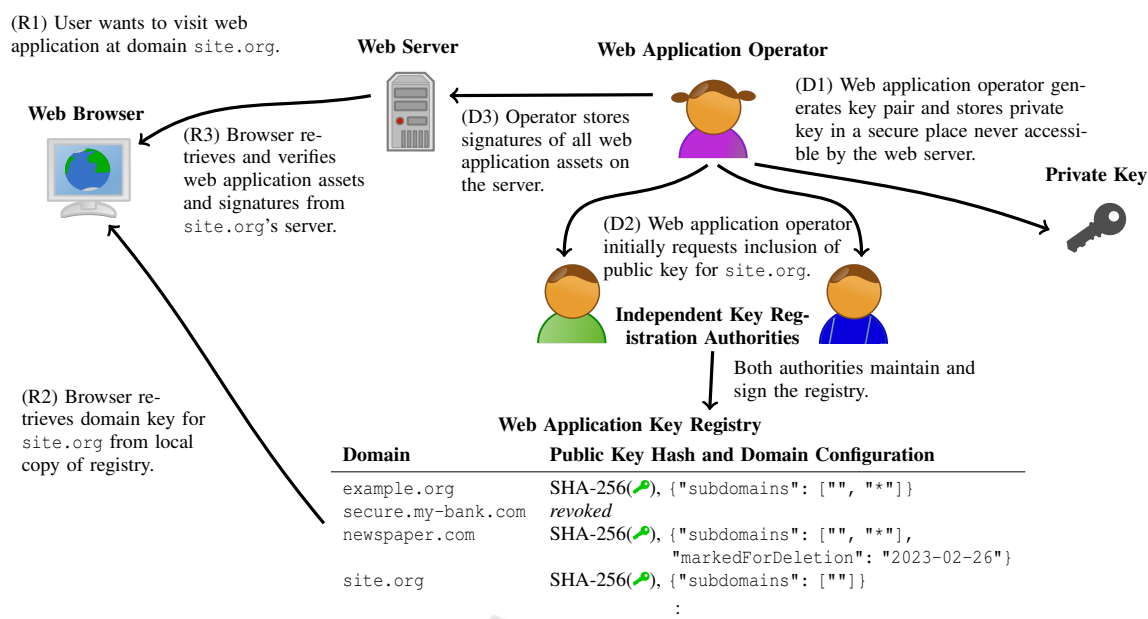 (R1) User wants to visit web
application at domain site.org.
Web Server
Web Application Operator
(D1) Web application operator gen-
erates key pair and stores private
key in a secure place never accessi-
ble by the web server.
Web Browser
(R3) Browser re-
trieves and verifies
web application assets
and signatures from
site.org's server.
(D3) Operator stores
signatures of all web
application assets on
the server.
Private Key
(D2) Web application operator
initially requests inclusion of
public key for site.org.
Independent Key Reg-
istration Authorities
Both authorities maintain and
sign the registry.
(R2) Browser re-
trieves domain key for
site.org from local
copy of registry.
Web Application Key Registry
Domain Public Key Hash and Domain Configuration
example.org SHA-256( ), {"subdomains": ["", "*"]}
secure.my-bank.com revoked
newspaper.com SHA-256( ), {"subdomains": ["", "*"],
"markedForDeletion": "2023-02-26"}
site.org SHA-256( ), {"subdomains": [""]}
: